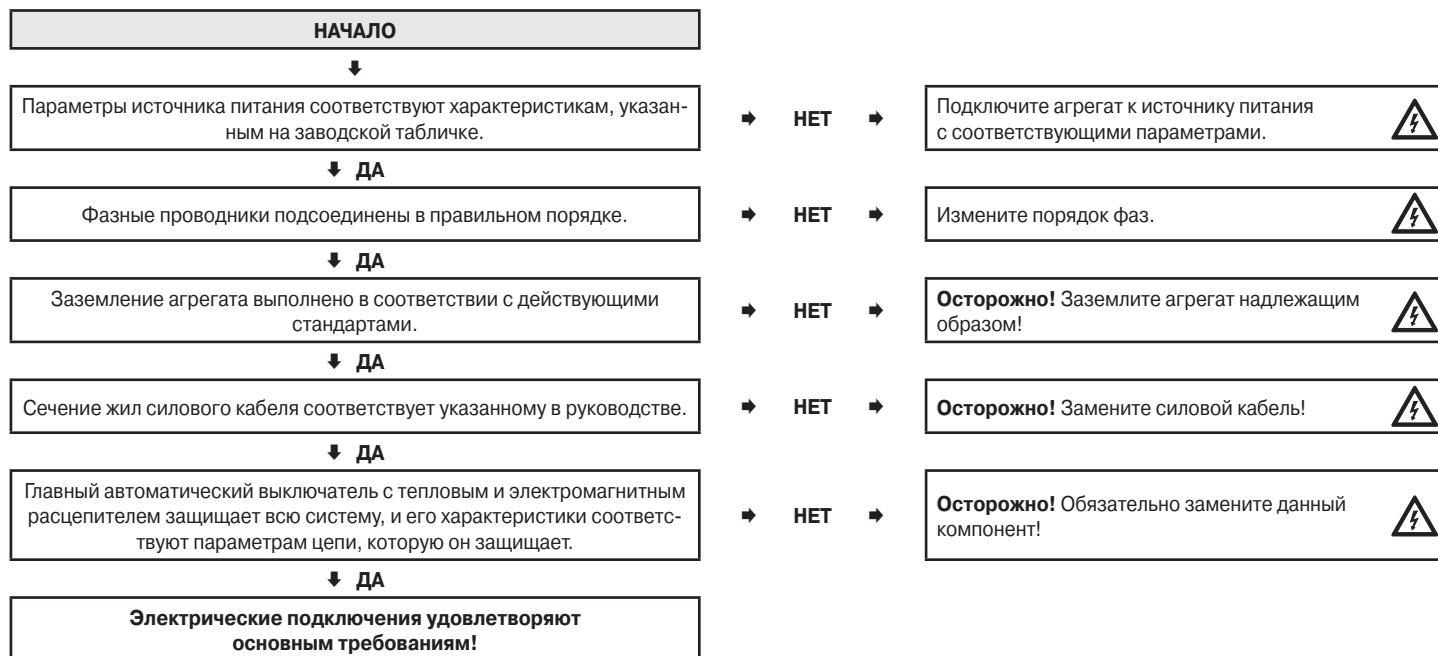 НАЧАЛО
Параметры источника питания соответствуют характеристикам, указан-
ным на заводской табличке.
НЕТ
Подключите агрегат к источнику питания
с соответствующими параметрами.
ДА
Фазные проводники подсоединены в правильном порядке.
НЕТ
Измените порядок фаз.
ДА
Заземление агрегата выполнено в соответствии с действующими
стандартами.
НЕТ
Осторожно! Заземлите агрегат надлежащим
образом!
ДА
Сечение жил силового кабеля соответствует указанному в руководстве.
НЕТ
Осторожно! Замените силовой кабель!
ДА
Главный автоматический выключатель с тепловым и электромагнитным
расцепителем защищает всю систему, и его характеристики соответс-
твуют параметрам цепи, которую он защищает.
НЕТ
Осторожно! Обязательно замените данный
компонент!
ДА
Электрические подключения удовлетворяют
основным требованиям!